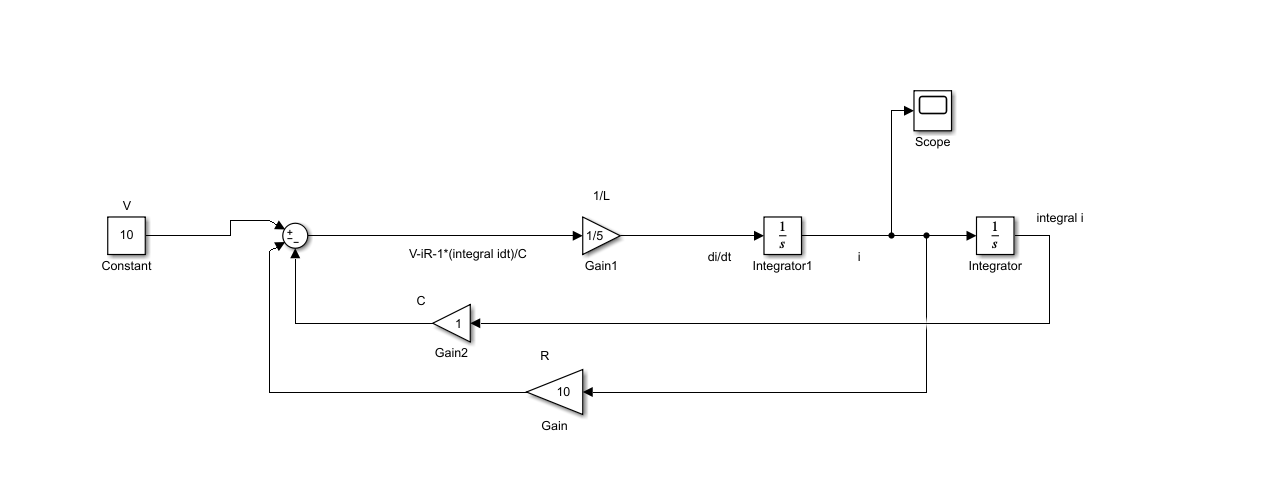 Scope
1/L
V
integral i
10
+
−
−
1/5
1
s
1
s
Constant
V-iR-1*(integral idt)/C
Gain1
di/dt
Integrator1
i
Integrator
C
1
Gain2
R
10
Gain